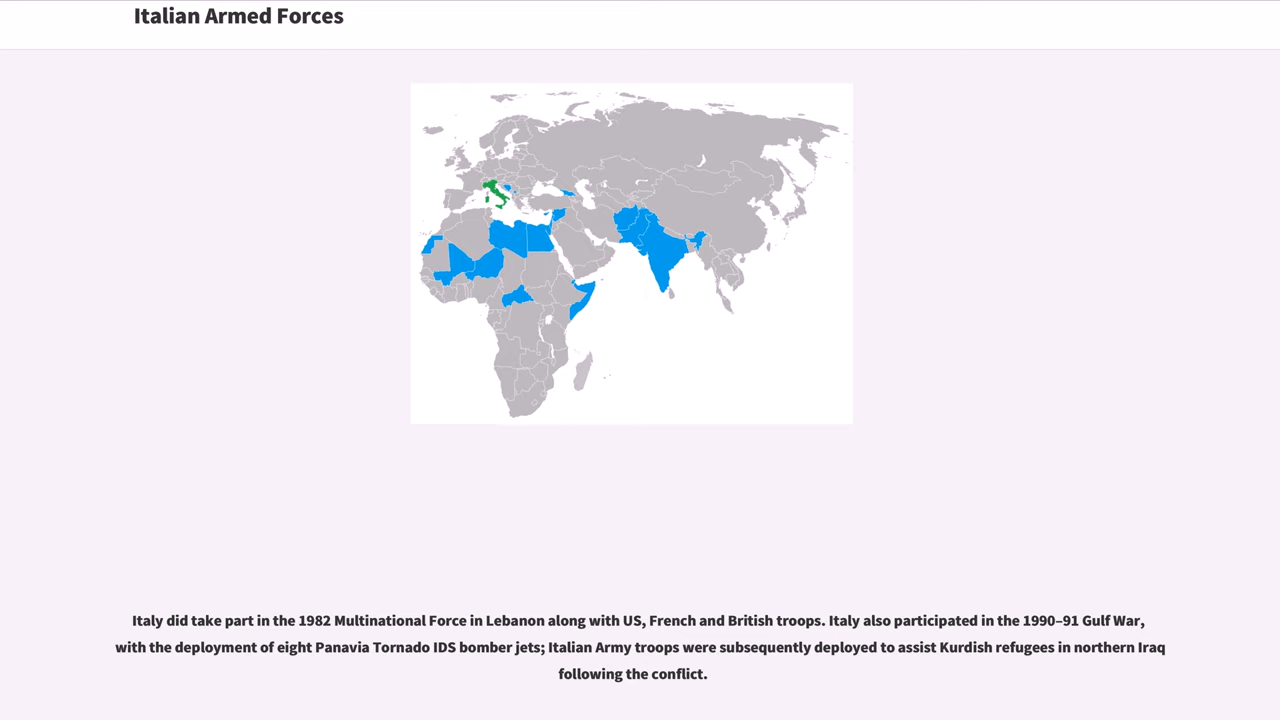 Italian Armed Forces
Italy did take part in the 1982 Multinational Force in Lebanon along with US, French and British troops. Italy also participated in the 1990–91 Gulf War,
with the deployment of eight Panavia Tornado IDS bomber jets; Italian Army troops were subsequently deployed to assist Kurdish refugees in northern Iraq
following the conflict.